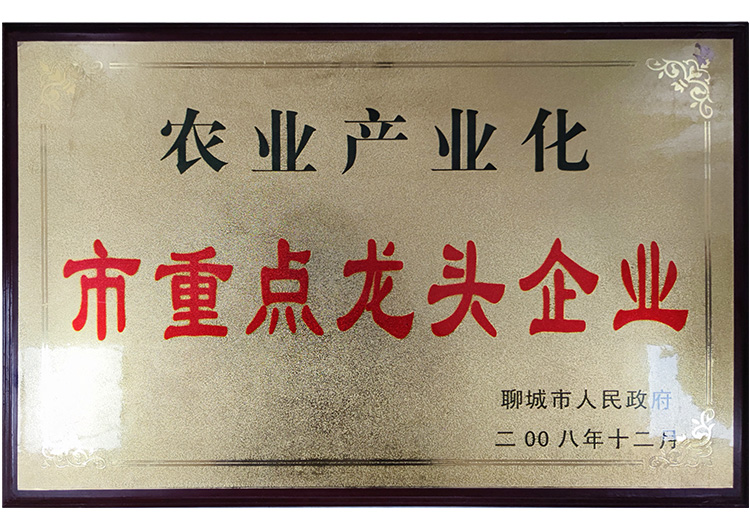 农业产业化
市重点龙头企业
聊城市人民政府
二00八年十二月